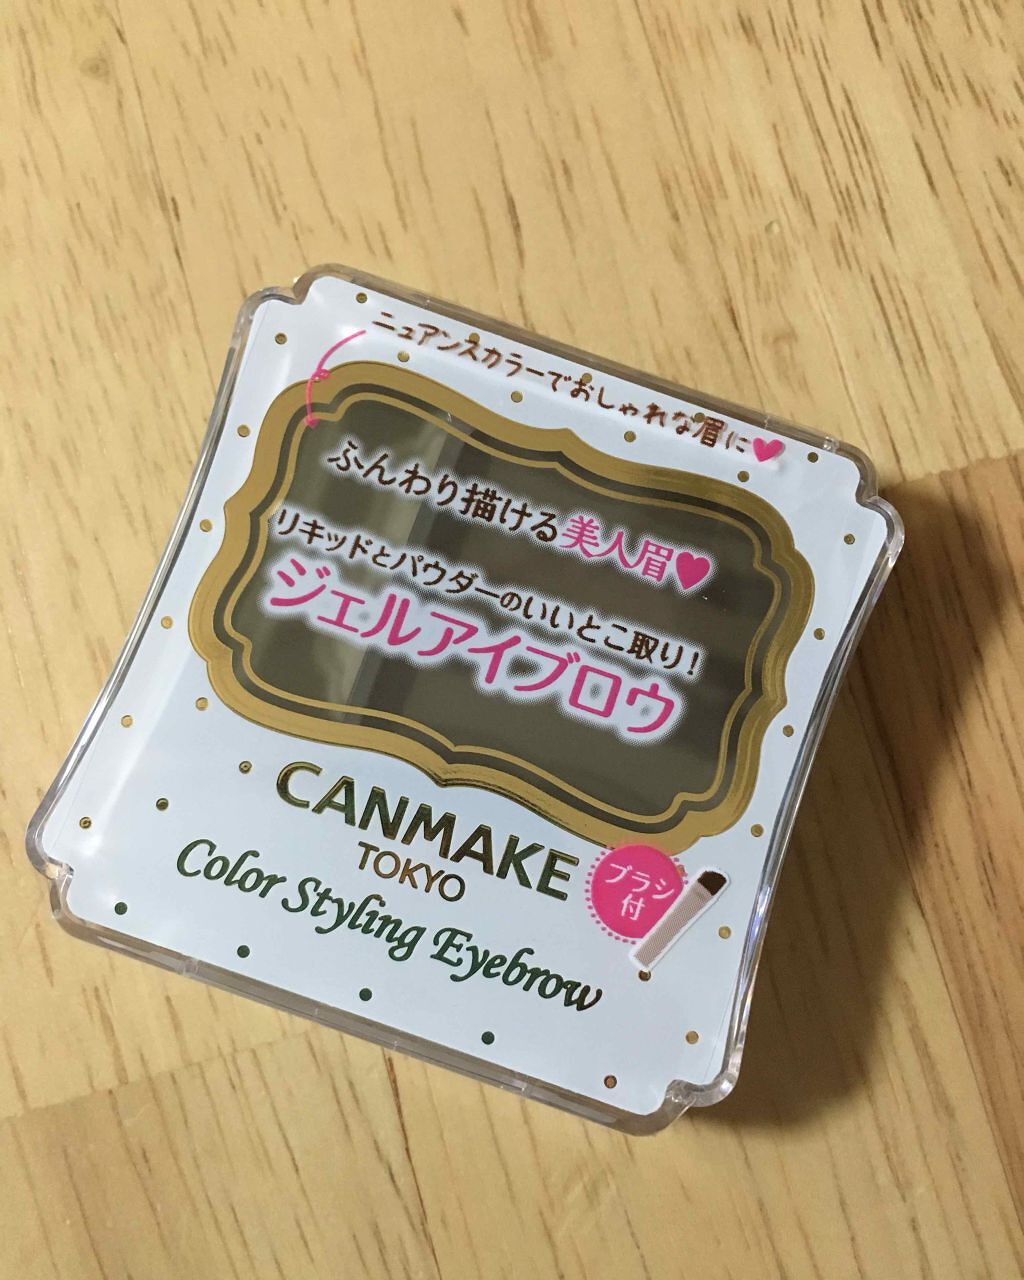 ニュアンスカラーでおしゃれな眉に♥
ふんわり描ける美人眉♥
リキッドとパウダーのいいとこ取り!
ジェルアイブロウ
CANMAKE
TOKYO
Color Styling Eyebrow
ブラシ
付